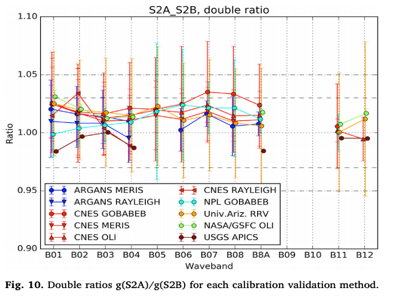 S2A_S2B, double ratio
1.10
1.05
1.00
0.95
0.90
Ratio
ARGANS MERIS
ARGANS RAYLEIGH
CNES GOBABEB
CNES MERIS
CNES OLI
CNES RAYLEIGH
NPL GOBABEB
Univ.Ariz. RRV
NASA/GSFC OLI
USGS APICS
B01 B02 B03 B04 B05 B06 B07 B08 B8A B09 B10 B11 B12
Waveband
Fig. 10. Double ratios g(S2A)/g(S2B) for each calibration validation method.